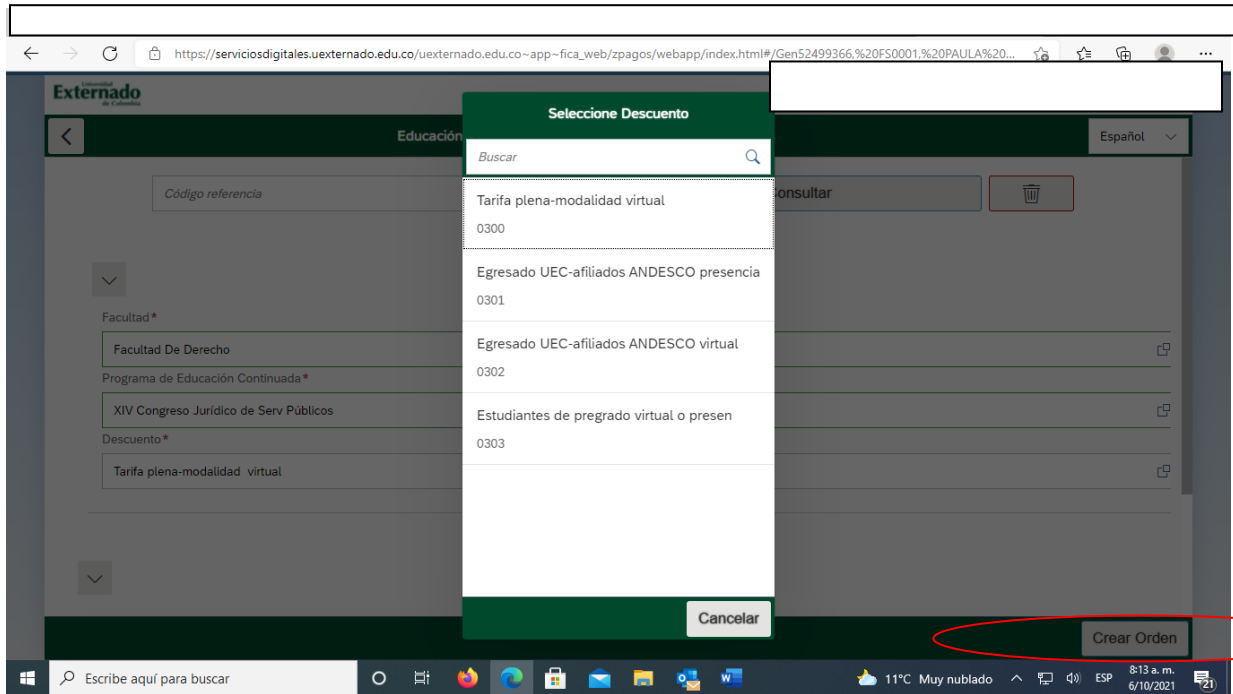 https://serviciosdigitales.uexternado.edu.co/uexternado.edu.co~app~fica_web/zpagos/webapp/index.html#/Gen52499366,%20FS0001,%20PAULA%20...
Universidad
Externado
de Colombia
Seleccione Descuento
Educación
Español
Buscar
Código referencia
onsultar
Tarifa plena-modalidad virtual
0300
Egresado UEC-afiliados ANDESCO presencia
0301
Facultad*
Facultad De Derecho
Egresado UEC-afiliados ANDESCO virtual
0302
Programa de Educación Continuada*
XIV Congreso Jurídico de Serv Públicos
Estudiantes de pregrado virtual o presen
0303
Descuento*
Tarifa plena-modalidad virtual
Cancelar
Crear Orden
Escribe aquí para buscar
11°C Muy nublado
ESP
8:13 a. m.
6/10/2021
21